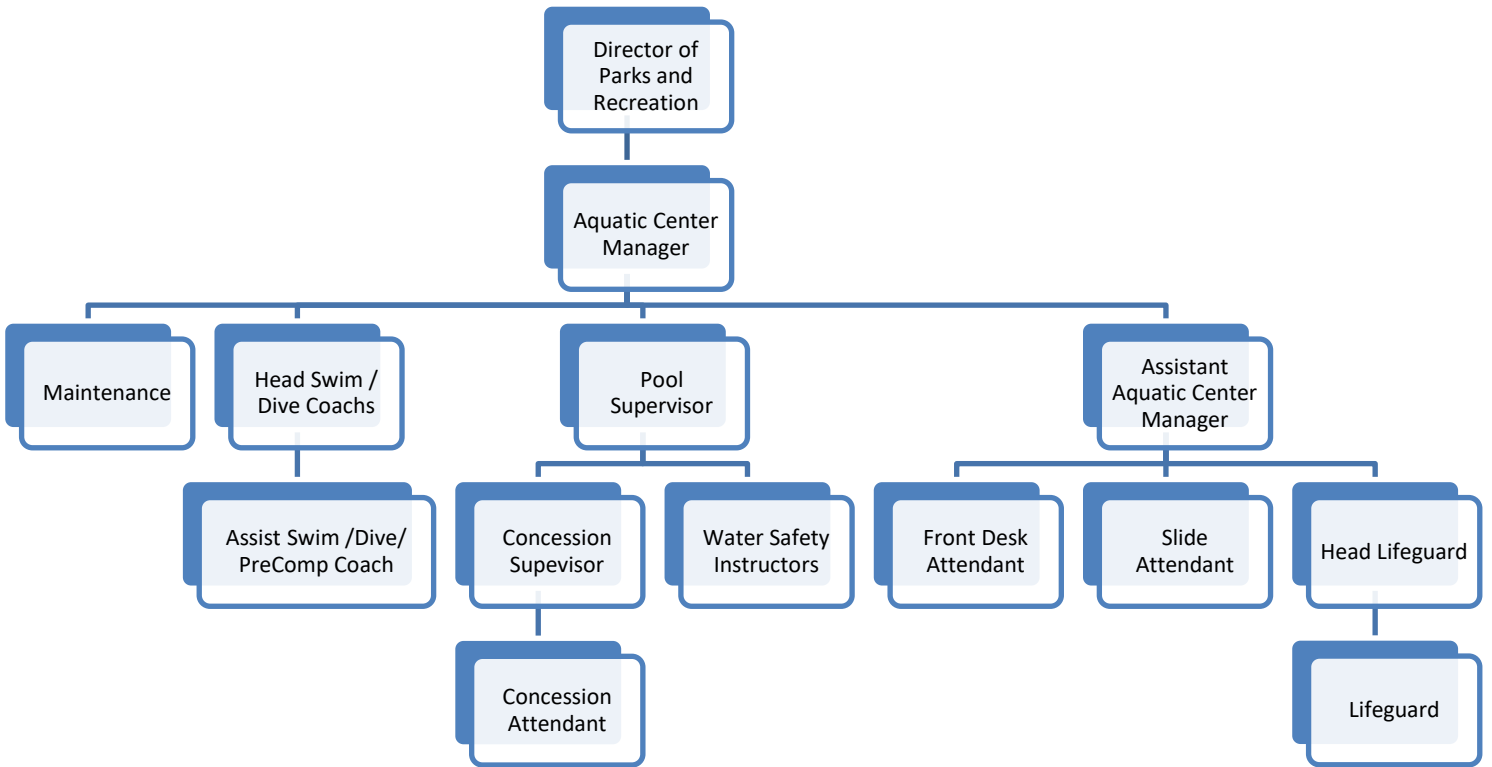 Director of
Parks and
Recreation
Aquatic Center
Manager
Maintenance
Head Swim /
Dive Coachs
Pool
Supervisor
Assistant
Aquatic Center
Manager
Assist Swim /Dive/
PreComp Coach
Concession
Supevisor
Water Safety
Instructors
Front Desk
Attendant
Slide
Attendant
Head Lifeguard
Concession
Attendant
Lifeguard